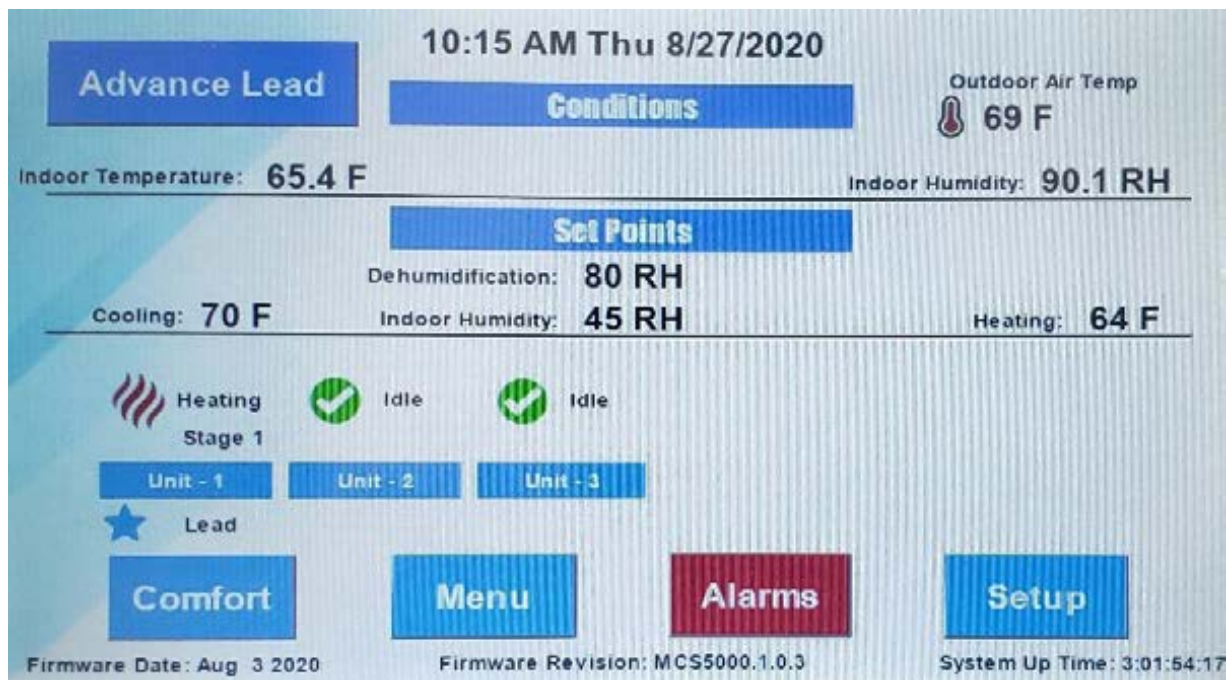 10:15 AM Thu 8/27/2020
Advance Lead
Conditions
Outdoor Air Temp
69 F
Indoor Temperature: 65.4 F
Indoor Humidity: 90.1 RH
Set Points
Dehumidification: 80 RH
Cooling: 70 F
Indoor Humidity: 45 RH
Heating: 64 F
Heating
Stage 1
Idle
Idle
Unit - 1
Unit - 2
Unit - 3
Lead
Comfort
Menu
Alarms
Setup
Firmware Date: Aug 3 2020
Firmware Revision: MCS5000.1.0.3
System Up Time: 3:01:54:17